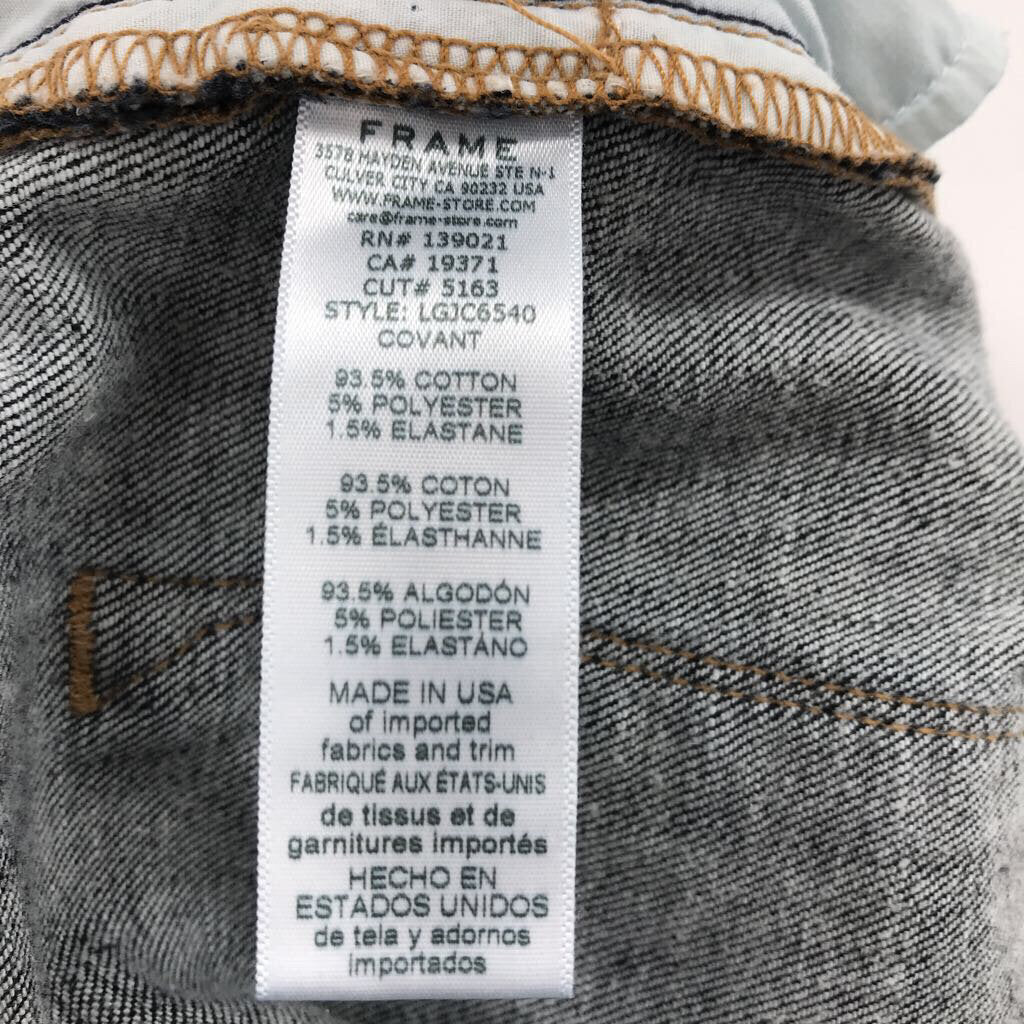 FRAME
3578 HAYDEN AVENUE STE N-1
CULVER CITY CA 90232 USA
WWW.FRAME-STORE.COM
care@frame-store.com
RN# 139021
CA# 19371
CUT# 5163
STYLE: LGJC6540
COVANT
93.5% COTTON
5% POLYESTER
1.5% ELASTANE
93.5% COTON
5% POLYESTER
1.5% ÉLASTHANNE
93.5% ALGODÓN
5% POLIESTER
1.5% ELASTÁNO
MADE IN USA
of imported
fabrics and trim
FABRIQUÉ AUX ÉTATS-UNIS
de tissus et de
garnitures importés
HECHO EN
ESTADOS UNIDOS
de tela y adornos
importados